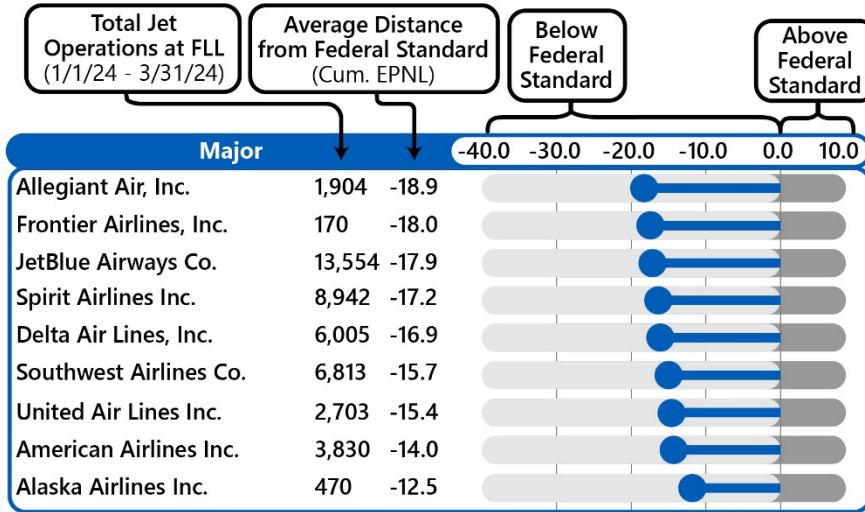 Total Jet
Operations at FLL
(1/1/24 - 3/31/24)
Average Distance
from Federal Standard
(Cum. EPNL)
Below
Federal
Standard
Above
Federal
Standard
Major -40.0 -30.0 -20.0 -10.0 0.0 10.0
Allegiant Air, Inc. 1,904 -18.9
Frontier Airlines, Inc. 170 -18.0
JetBlue Airways Co. 13,554 -17.9
Spirit Airlines Inc. 8,942 -17.2
Delta Air Lines, Inc. 6,005 -16.9
Southwest Airlines Co. 6,813 -15.7
United Air Lines Inc. 2,703 -15.4
American Airlines Inc. 3,830 -14.0
Alaska Airlines Inc. 470 -12.5